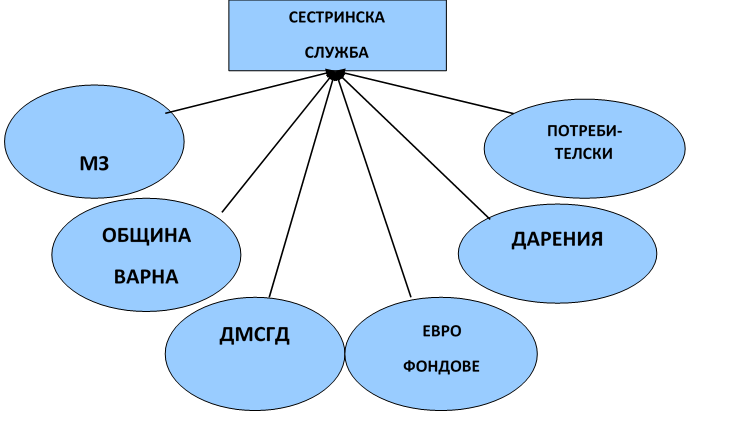 СЕСТРИНСКА
СЛУЖБА
МЗ
ОБЩИНА
ВАРНА
ДМСГД
ЕВРО
ФОНДОВЕ
ДАРЕНИЯ
ПОТРЕБИ-
ТЕЛСКИ